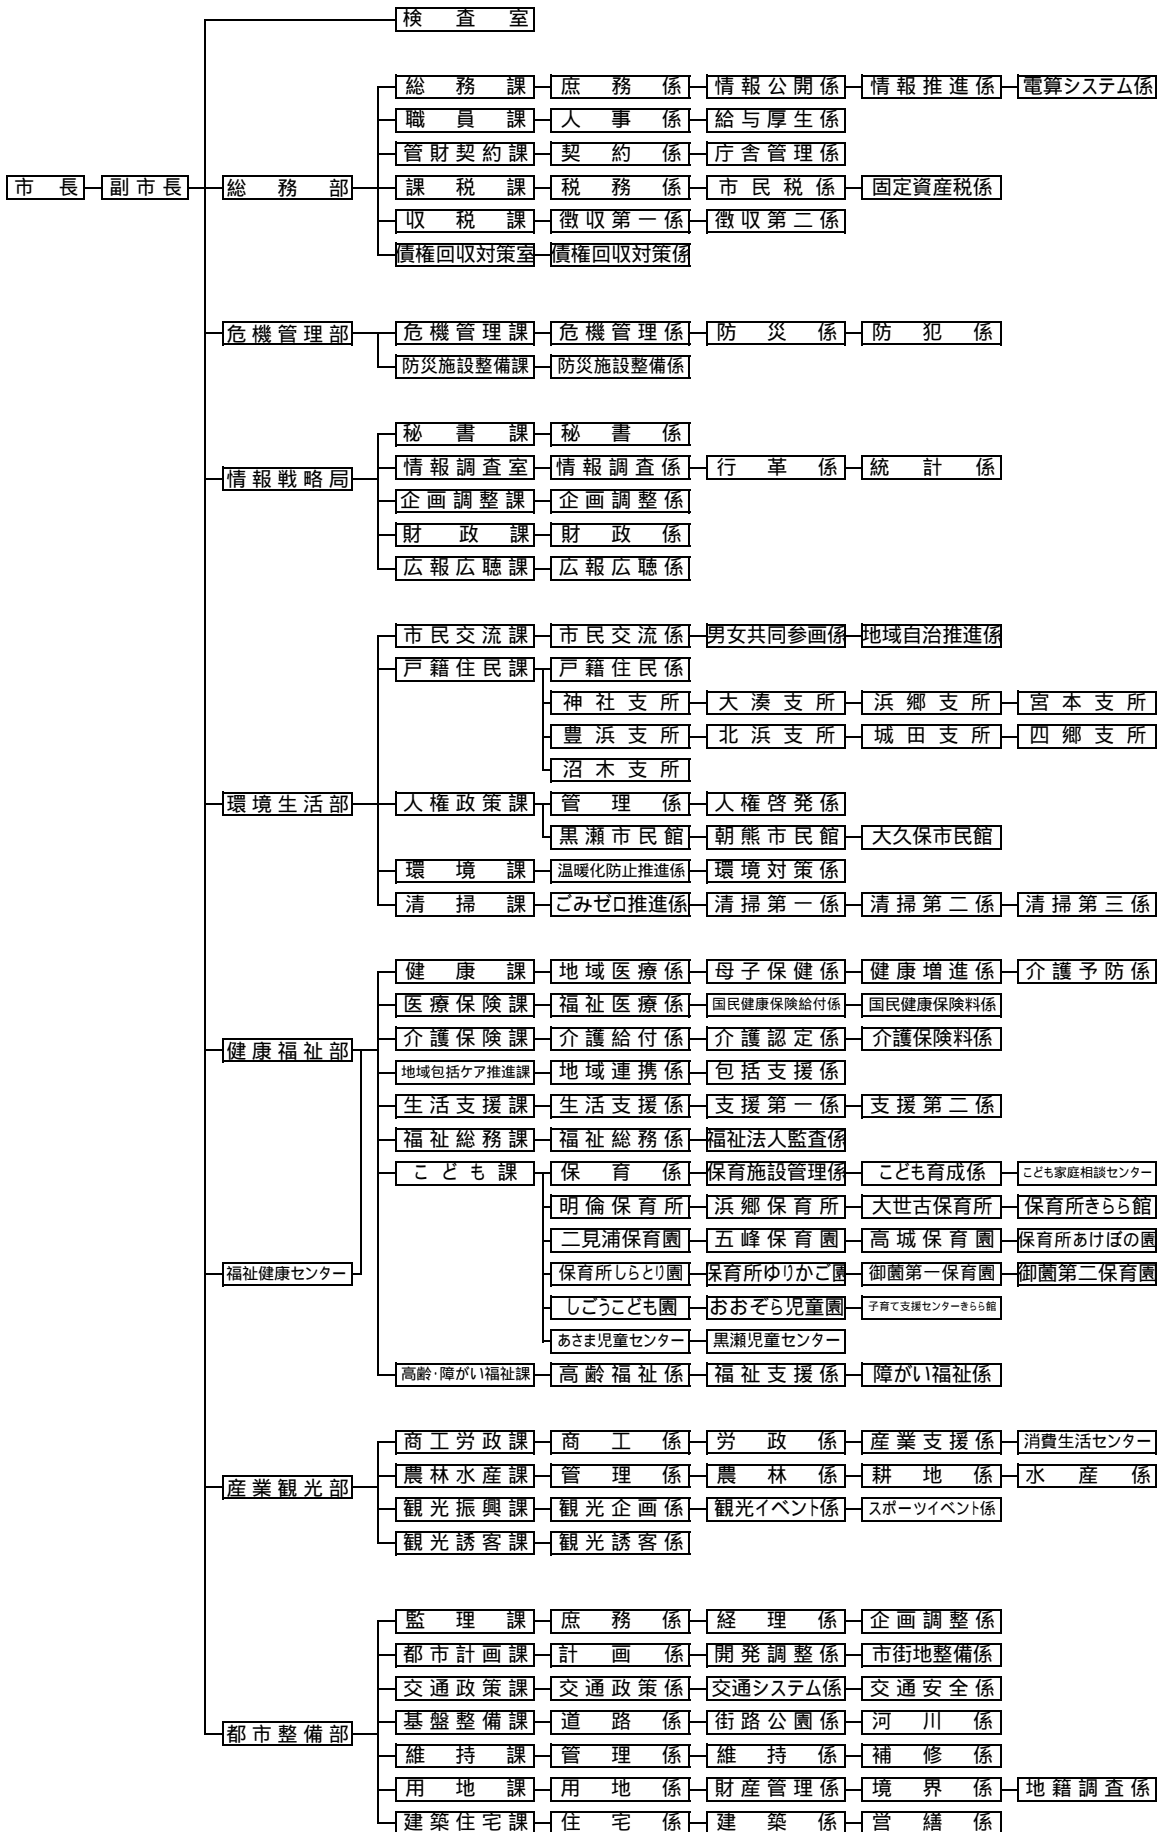 検査室
総務課 庶務係 情報公開係 情報推進係 電算システム係
職員課 人事係 給与厚生係
管財契約課 契約係 庁舎管理係
市長 副市長 総務部 課税課 税務係 市民税係 固定資産税係
収税課 徴収第一係 徴収第二係
債権回収対策室 債権回収対策係
危機管理部 危機管理課 危機管理係 防災係 防犯係
防災施設整備課 防災施設整備係
秘書課 秘書係
情報戦略局 情報調査室 情報調査係 行革係 統計係
企画調整課 企画調整係
財政課 財政係
広報広聴課 広報広聴係
市民交流課 市民交流係 男女共同参画係 地域自治推進係
戸籍住民課 戸籍住民係
神社支所 大湊支所 浜郷支所 宮本支所
豊浜支所 北浜支所 城田支所 四郷支所
沼木支所
環境生活部 人権政策課 管理係 人権啓発係
黒瀬市民館 朝熊市民館 大久保市民館
環境課 温暖化防止推進係 環境対策係
清掃課 ごみゼロ推進係 清掃第一係 清掃第二係 清掃第三係
健康課 地域医療係 母子保健係 健康増進係 介護予防係
医療保険課 福祉医療係 国民健康保険給付係 国民健康保険料係
健康福祉部 介護保険課 介護給付係 介護認定係 介護保険料係
地域包括ケア推進課 地域連携係 包括支援係
生活支援課 生活支援係 支援第一係 支援第二係
福祉総務課 福祉総務係 福祉法人監査係
こども課 保育係 保育施設管理係 こども育成係 こども家庭相談センター
明倫保育所 浜郷保育所 大世古保育所 保育所きらら館
二見浦保育園 五峰保育園 高城保育園 保育所あけぼの園
福祉健康センター 保育所しらとり園 保育所ゆりかご園 御薗第一保育園 御薗第二保育園
しごうこども園 おおぞら児童園 子育て支援センターきらら館
あさま児童センター 黒瀬児童センター
高齢・障がい福祉課 高齢福祉係 福祉支援係 障がい福祉係
商工労政課 商工係 労政係 産業支援係 消費生活センター
産業観光部 農林水産課 管理係 農林係 耕地係 水産係
観光振興課 観光企画係 観光イベント係 スポーツイベント係
観光誘客課 観光誘客係
監理課 庶務係 経理係 企画調整係
都市計画課 計画係 開発調整係 市街地整備係
交通政策課 交通政策係 交通システム係 交通安全係
都市整備部 基盤整備課 道路係 街路公園係 河川係
維持課 管理係 維持係 補修係
用地課 用地係 財産管理係 境界係 地籍調査係
建築住宅課 住宅係 建築係 営繕係